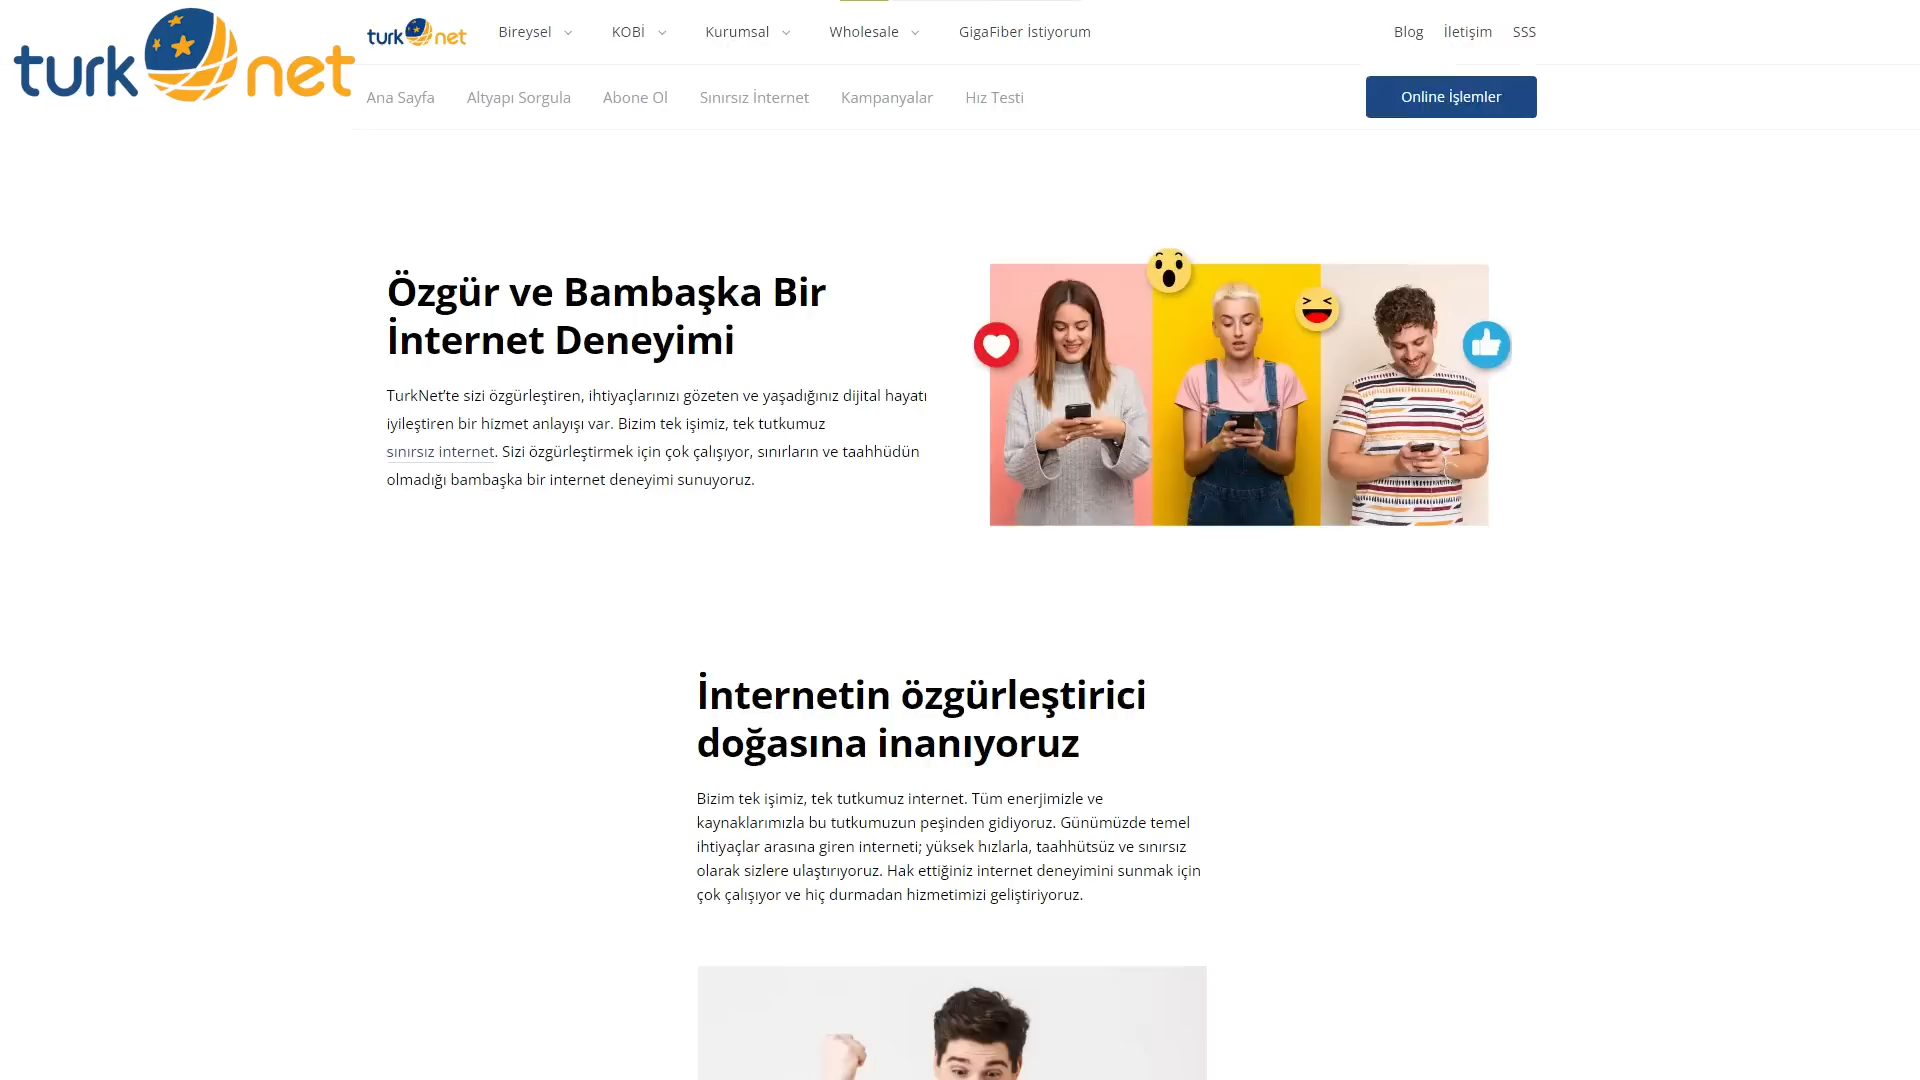 turk net
turk net Bireysel KOBİ Kurumsal Wholesale GigaFiber İstiyorum Blog İletişim SSS
Ana Sayfa Altyapı Sorgula Abone Ol Sınırsız İnternet Kampanyalar Hız Testi Online İşlemler
Özgür ve Bambaşka Bir
İnternet Deneyimi
TurkNet’te sizi özgürleştiren, ihtiyaçlarınızı gözeten ve yaşadığınız dijital hayatı
iyileştiren bir hizmet anlayışı var. Bizim tek işimiz, tek tutkumuz
sınırsız internet. Sizi özgürleştirmek için çok çalışıyor, sınırların ve taahhüdün
olmadığı bambaşka bir internet deneyimi sunuyoruz.
İnternetin özgürleştirici
doğasına inanıyoruz
Bizim tek işimiz, tek tutkumuz internet. Tüm enerjimizle ve
kaynaklarımızla bu tutkumuzun peşinden gidiyoruz. Günümüzde temel
ihtiyaçlar arasına giren interneti; yüksek hızlarla, taahhütsüz ve sınırsız
olarak sizlere ulaştırıyoruz. Hak ettiğiniz internet deneyimini sunmak için
çok çalışıyor ve hiç durmadan hizmetimizi geliştiriyoruz.